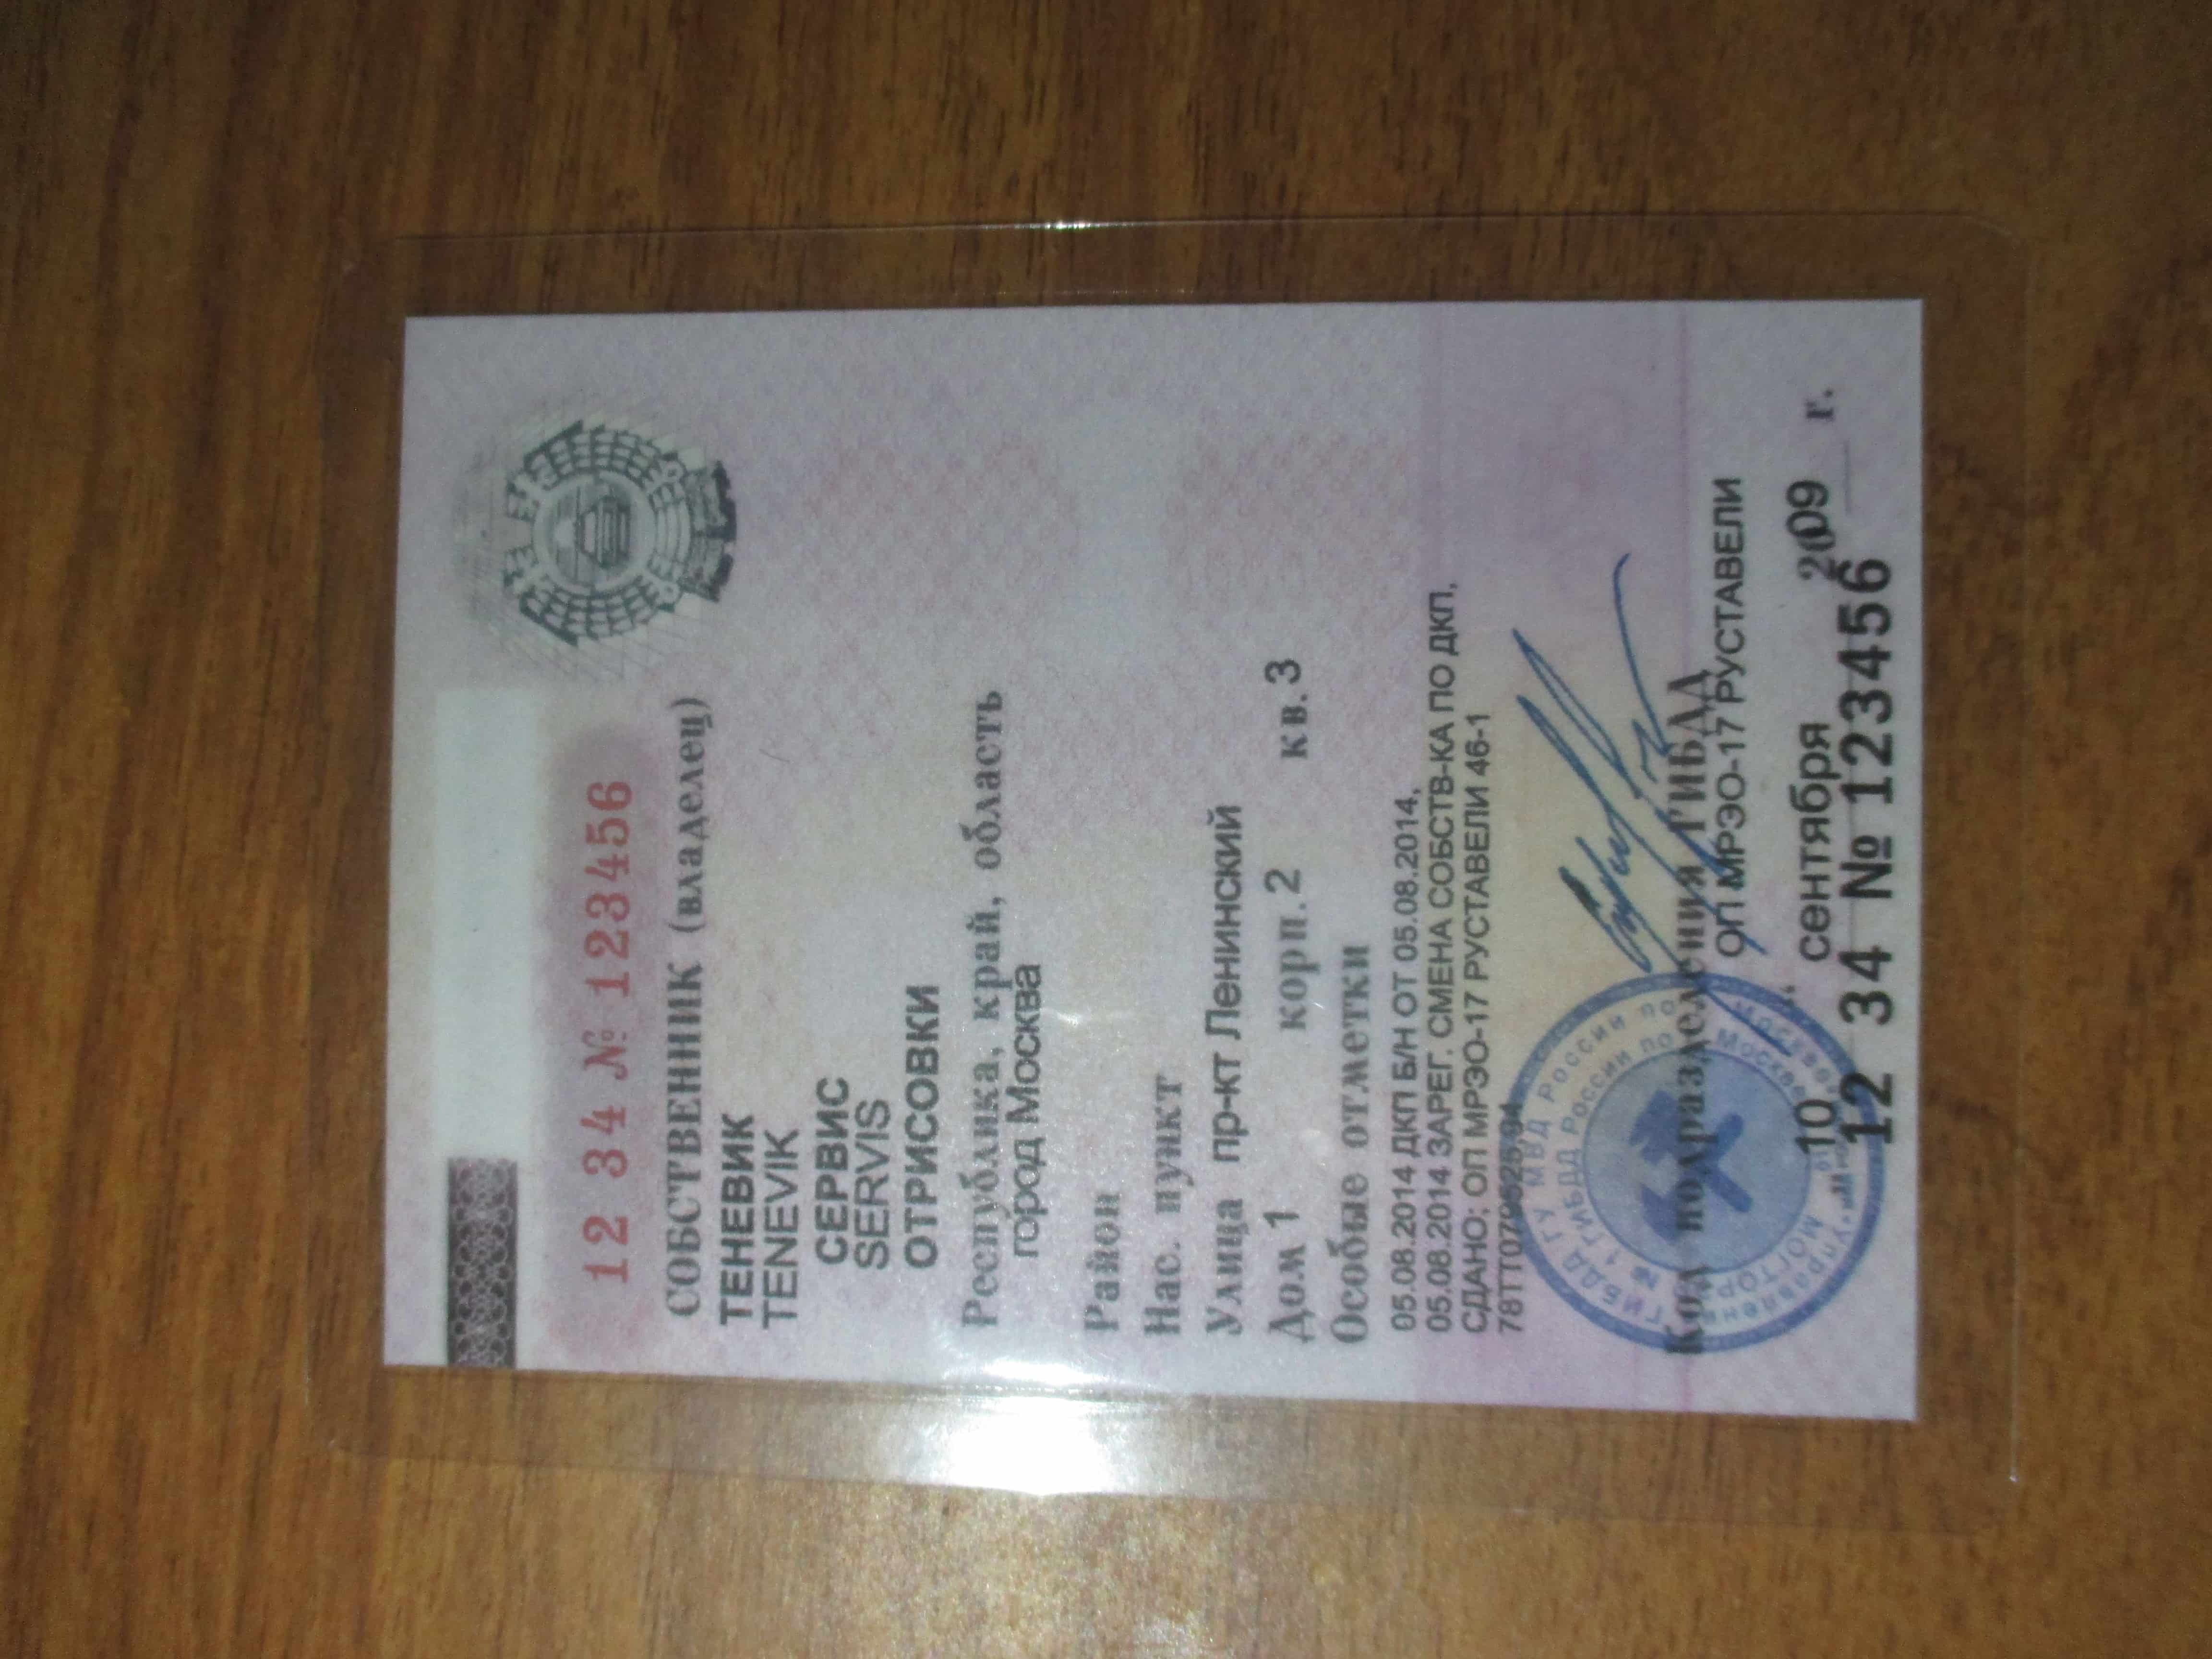 12 34 № 123456
СОБСТВЕННИК (владелец)
ТЕНЕВИК
TENEVIK
СЕРВИС
SERVIS
ОТРИСОВКИ
Республика, край, область
город Москва
Район
Нас. пункт
Улица пр-кт Ленинский
Дом 1 корп. 2 кв. 3
Особые отметки
05.08.2014 ДКП Б/Н ОТ 05.08.2014,
05.08.2014 ЗАРЕГ. СМЕНА СОБСТВ-КА ПО ДКП,
СДАНО; ОП МРЭО-17 РУСТАВЕЛИ 46-1
Код подразделения ГИБДД
ОП МРЭО-17 РУСТАВЕЛИ
10 сентября 2009 г.
12 34 № 123456